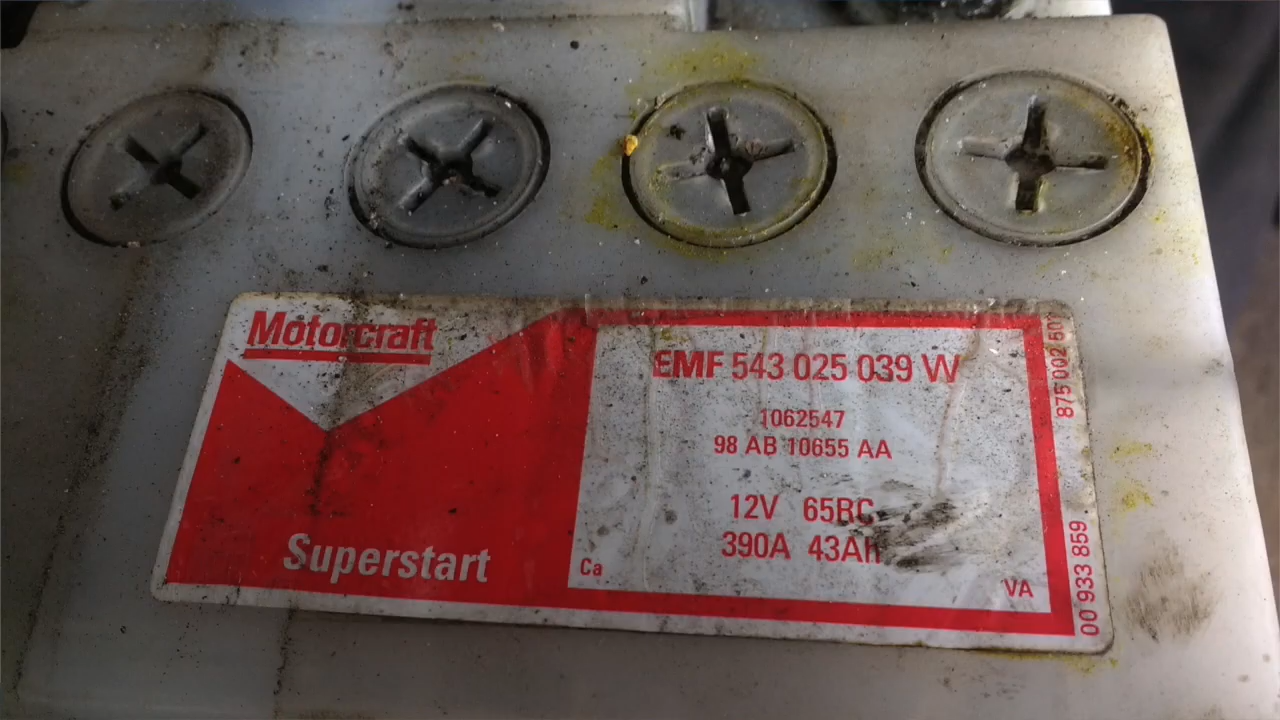 Motorcraft
Superstart
EMF 543 025 039 W
1062547
98 AB 10655 AA
12V 65RC
390A 43Ah
Ca
VA
875 002 501
00 933 859